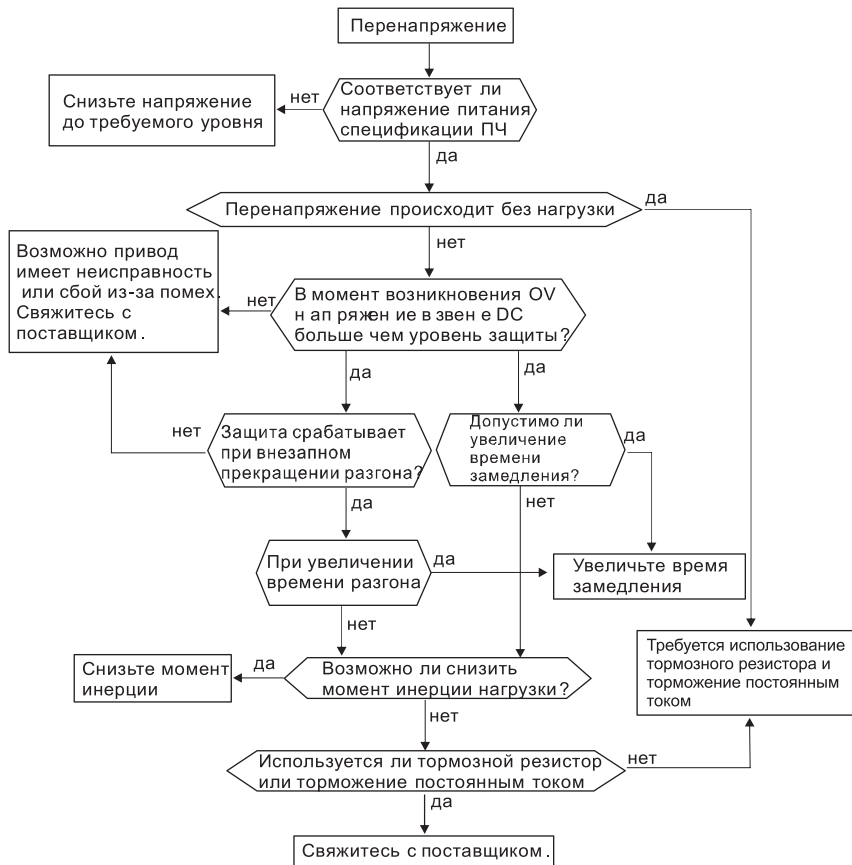 Перенапряжение
Соответствует ли
напряжение питания
спецификации ПЧ
нет
Снизьте напряжение
до требуемого уровня
да
Перенапряжение происходит без нагрузки
да
нет
Возможно привод
имеет неисправность
или сбой из-за помех.
Свяжитесь с
поставщиком.
нет
В момент возникновения OV
напряжение в звене DC
больше чем уровень защиты?
да
да
нет
Защита срабатывает
при внезапном
прекращении разгона?
Допустимо ли
увеличение
времени
замедления?
да
да
нет
При увеличении
времени разгона
да
Увеличьте время
замедления
нет
Снизьте момент
инерции
да
Возможно ли снизить
момент инерции нагрузки?
Требуется использование
тормозного резистора и
торможение постоянным
током
нет
Используется ли тормозной резистор
или торможение постоянным током
нет
да
Свяжитесь с поставщиком.